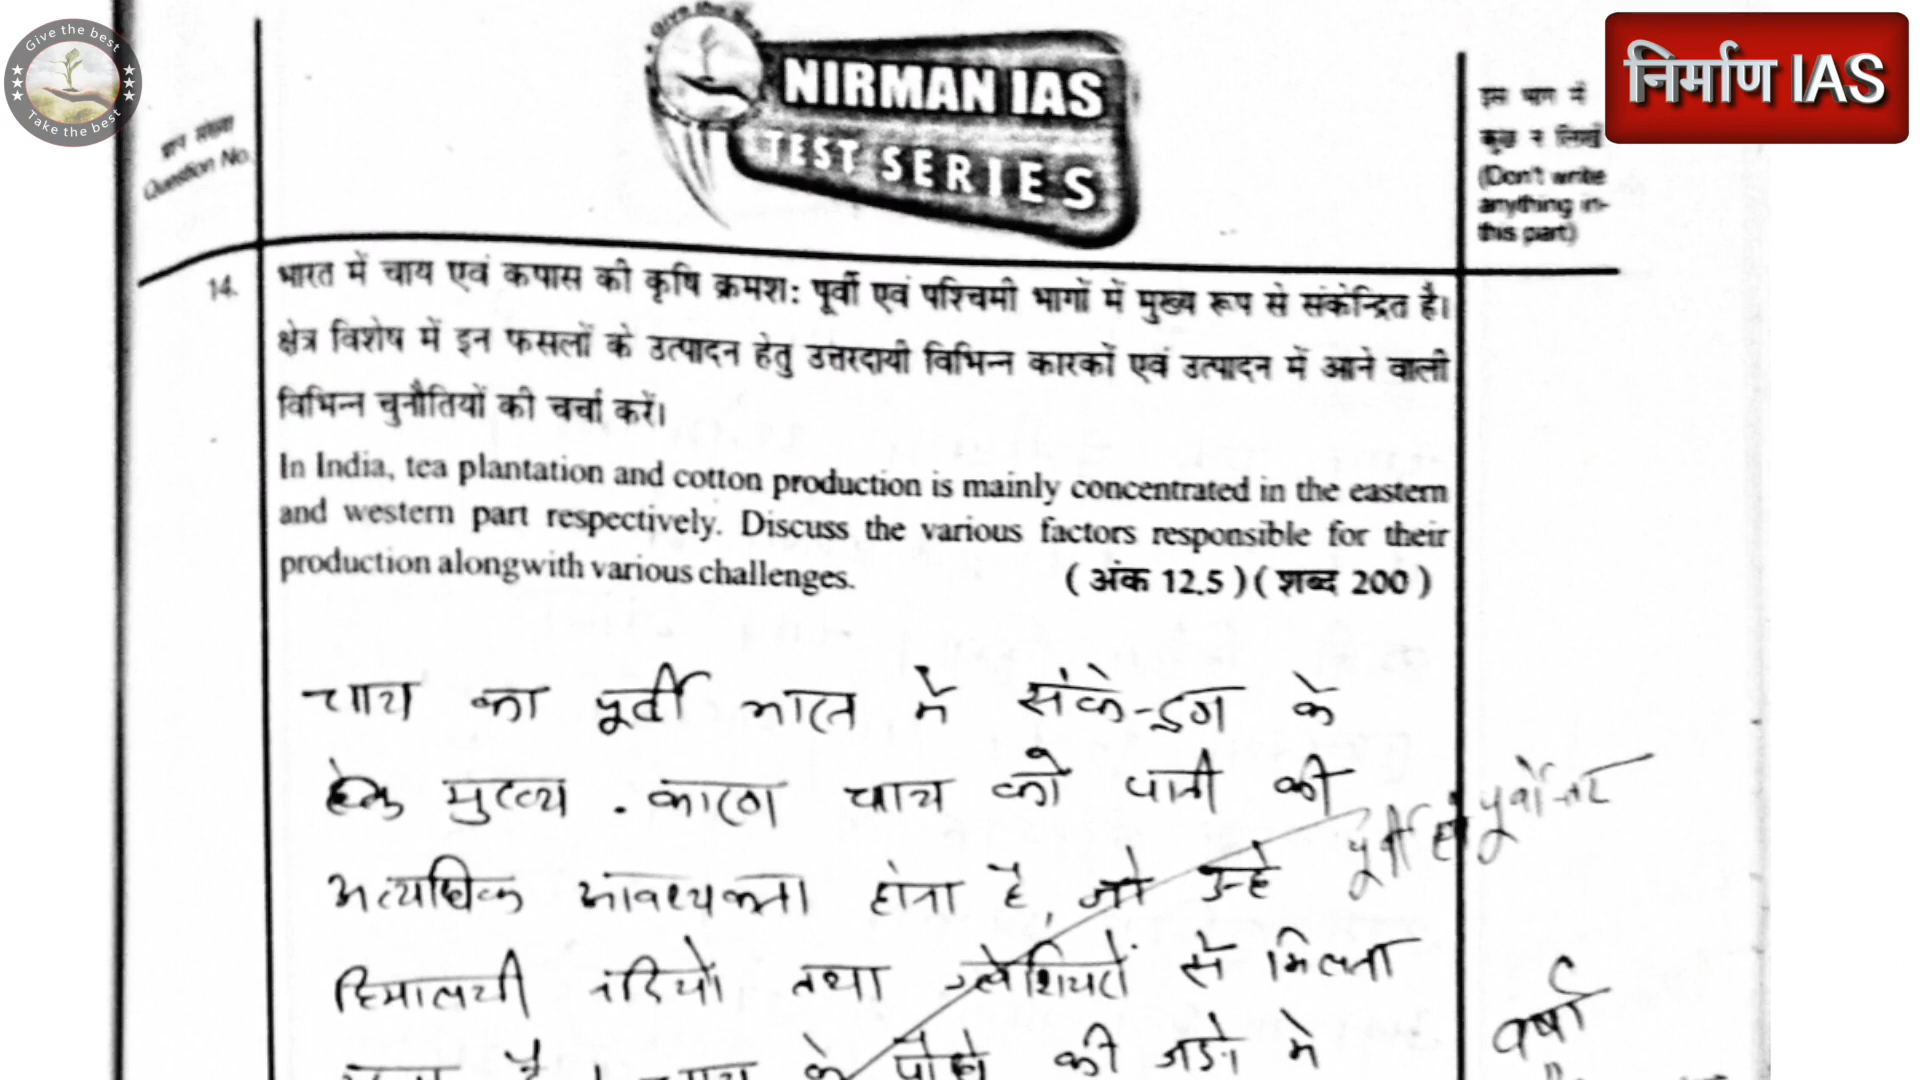 Give the best
Take the best
Give the Be
NIRMAN IAS
TEST SERIES
निर्माण IAS
प्रश्न संख्या
Question No.
इस भाग में
कुछ न लिखें
(Don't write
anything in-
this part)
14.
भारत में चाय एवं कपास की कृषि क्रमशः पूर्वी एवं पश्चिमी भागों में मुख्य रूप से संकेन्द्रित है।
क्षेत्र विशेष में इन फसलों के उत्पादन हेतु उत्तरदायी विभिन्न कारकों एवं उत्पादन में आने वाली
विभिन्न चुनौतियों की चर्चा करें।
In India, tea plantation and cotton production is mainly concentrated in the eastern
and western part respectively. Discuss the various factors responsible for their
production alongwith various challenges.
(अंक 12.5) (शब्द 200)
चाय का पूर्वी भारत में संकेन्द्रण के
मुख्य कारण चाय को पानी की
अत्यधिक आवश्यकता होना है, जो उन्हे
पूर्वी हो पूर्वोत्तर
हिमालयी नदियों तथा ग्लेशियरों से मिलता
वर्षा
है। चाय के पौधे की जड़ो में